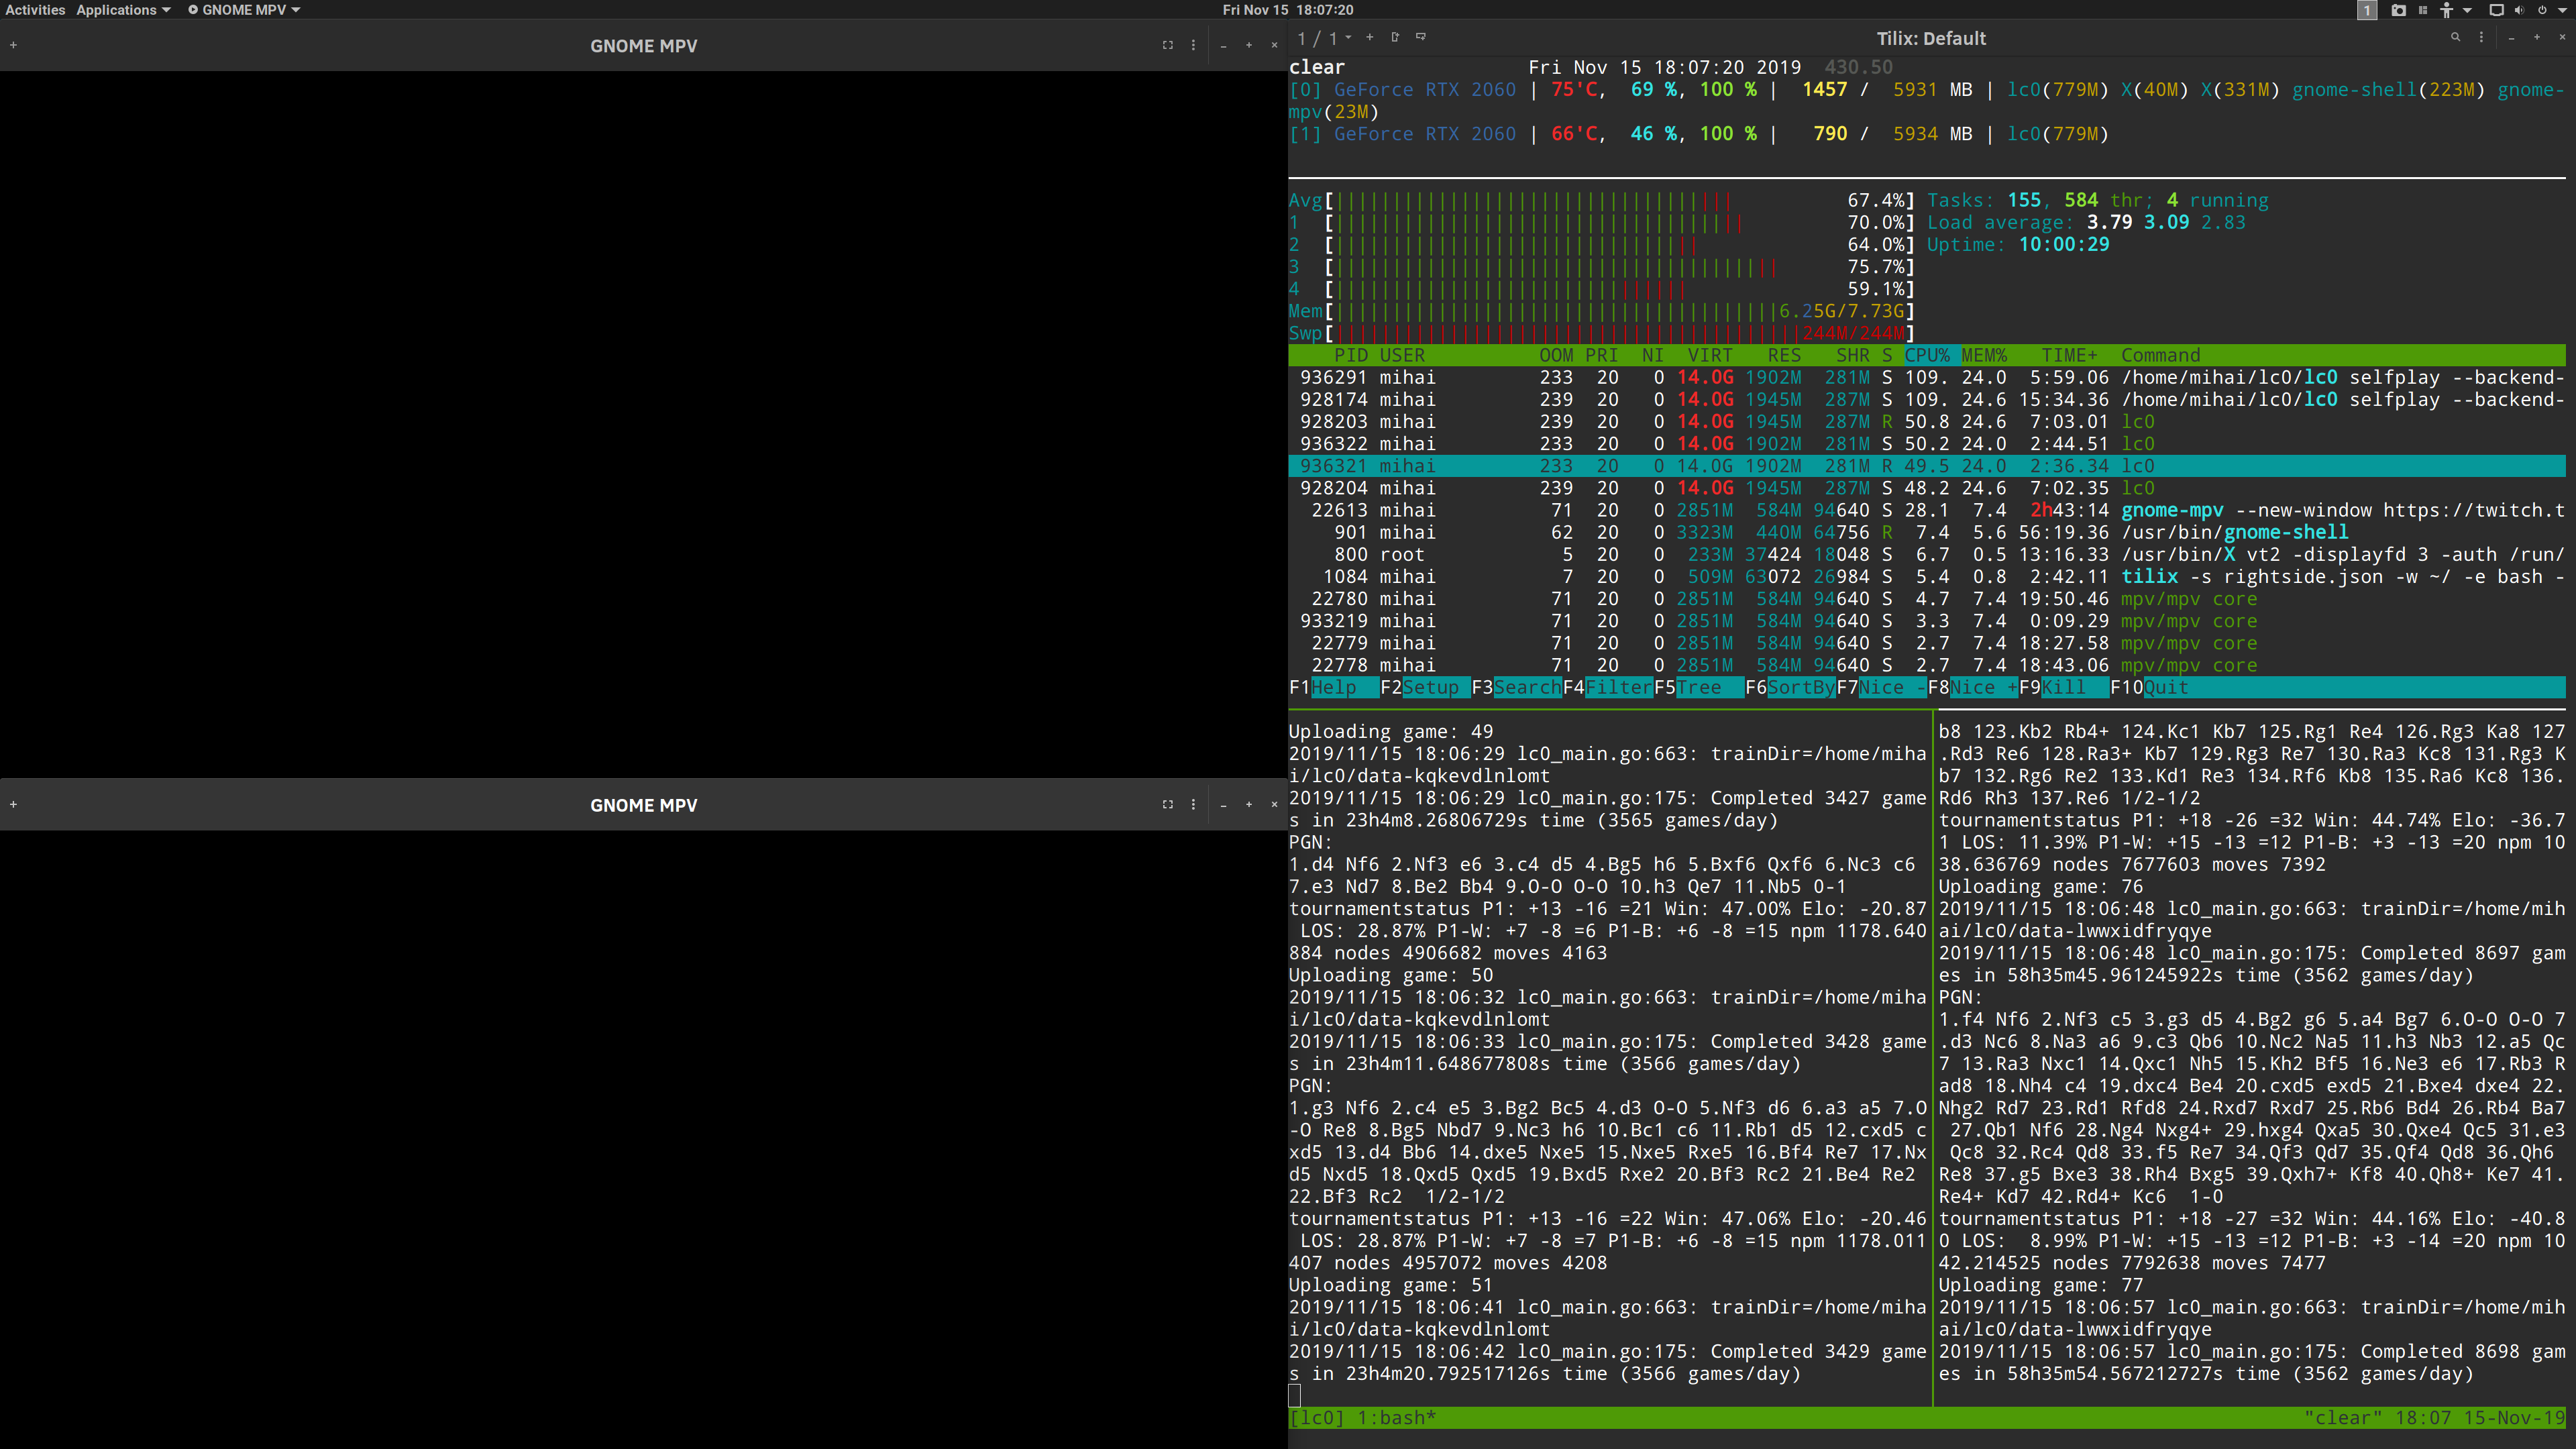 Activities Applications GNOME MPV Fri Nov 15 18:07:20 1
GNOME MPV
GNOME MPV
1 / 1 Tilix: Default
clear Fri Nov 15 18:07:20 2019 430.50
[0] GeForce RTX 2060 | 75'C, 69 %, 100 % | 1457 / 5931 MB | lc0(779M) X(40M) X(331M) gnome-shell(223M) gnome-
mpv(23M)
[1] GeForce RTX 2060 | 66'C, 46 %, 100 % | 790 / 5934 MB | lc0(779M)
Avg[ 67.4%] Tasks: 155, 584 thr; 4 running
1 [ 70.0%] Load average: 3.79 3.09 2.83
2 [ 64.0%] Uptime: 10:00:29
3 [ 75.7%]
4 [ 59.1%]
Mem[ 6.25G/7.73G]
Swp[ 244M/244M]
PID USER OOM PRI NI VIRT RES SHR S CPU% MEM% TIME+ Command
936291 mihai 233 20 0 14.0G 1902M 281M S 109. 24.0 5:59.06 /home/mihai/lc0/lc0 selfplay --backend-
928174 mihai 239 20 0 14.0G 1945M 287M S 109. 24.6 15:34.36 /home/mihai/lc0/lc0 selfplay --backend-
928203 mihai 239 20 0 14.0G 1945M 287M R 50.8 24.6 7:03.01 lc0
936322 mihai 233 20 0 14.0G 1902M 281M S 50.2 24.0 2:44.51 lc0
936321 mihai 233 20 0 14.0G 1902M 281M R 49.5 24.0 2:36.34 lc0
928204 mihai 239 20 0 14.0G 1945M 287M S 48.2 24.6 7:02.35 lc0
22613 mihai 71 20 0 2851M 584M 94640 S 28.1 7.4 2h43:14 gnome-mpv --new-window https://twitch.t
901 mihai 62 20 0 3323M 440M 64756 R 7.4 5.6 56:19.36 /usr/bin/gnome-shell
800 root 5 20 0 233M 37424 18048 S 6.7 0.5 13:16.33 /usr/bin/X vt2 -displayfd 3 -auth /run/
1084 mihai 7 20 0 509M 63072 26984 S 5.4 0.8 2:42.11 tilix -s rightside.json -w ~/ -e bash -
22780 mihai 71 20 0 2851M 584M 94640 S 4.7 7.4 19:50.46 mpv/mpv core
933219 mihai 71 20 0 2851M 584M 94640 S 3.3 7.4 0:09.29 mpv/mpv core
22779 mihai 71 20 0 2851M 584M 94640 S 2.7 7.4 18:27.58 mpv/mpv core
22778 mihai 71 20 0 2851M 584M 94640 S 2.7 7.4 18:43.06 mpv/mpv core
F1Help F2Setup F3SearchF4FilterF5Tree F6SortByF7Nice -F8Nice +F9Kill F10Quit
Uploading game: 49
2019/11/15 18:06:29 lc0_main.go:663: trainDir=/home/miha
i/lc0/data-kqkevdlnlomt
2019/11/15 18:06:29 lc0_main.go:175: Completed 3427 game
s in 23h4m8.26806729s time (3565 games/day)
PGN:
1.d4 Nf6 2.Nf3 e6 3.c4 d5 4.Bg5 h6 5.Bxf6 Qxf6 6.Nc3 c6
7.e3 Nd7 8.Be2 Bb4 9.O-O O-O 10.h3 Qe7 11.Nb5 0-1
tournamentstatus P1: +13 -16 =21 Win: 47.00% Elo: -20.87
LOS: 28.87% P1-W: +7 -8 =6 P1-B: +6 -8 =15 npm 1178.640
884 nodes 4906682 moves 4163
Uploading game: 50
2019/11/15 18:06:32 lc0_main.go:663: trainDir=/home/miha
i/lc0/data-kqkevdlnlomt
2019/11/15 18:06:33 lc0_main.go:175: Completed 3428 game
s in 23h4m11.648677808s time (3566 games/day)
PGN:
1.g3 Nf6 2.c4 e5 3.Bg2 Bc5 4.d3 O-O 5.Nf3 d6 6.a3 a5 7.O
-O Re8 8.Bg5 Nbd7 9.Nc3 h6 10.Bc1 c6 11.Rb1 d5 12.cxd5 c
xd5 13.d4 Bb6 14.dxe5 Nxe5 15.Nxe5 Rxe5 16.Bf4 Re7 17.Nx
d5 Nxd5 18.Qxd5 Qxd5 19.Bxd5 Rxe2 20.Bf3 Rc2 21.Be4 Re2
22.Bf3 Rc2 1/2-1/2
tournamentstatus P1: +13 -16 =22 Win: 47.06% Elo: -20.46
LOS: 28.87% P1-W: +7 -8 =7 P1-B: +6 -8 =15 npm 1178.011
407 nodes 4957072 moves 4208
Uploading game: 51
2019/11/15 18:06:41 lc0_main.go:663: trainDir=/home/miha
i/lc0/data-kqkevdlnlomt
2019/11/15 18:06:42 lc0_main.go:175: Completed 3429 game
s in 23h4m20.792517126s time (3566 games/day)
b8 123.Kb2 Rb4+ 124.Kc1 Kb7 125.Rg1 Re4 126.Rg3 Ka8 127
.Rd3 Re6 128.Ra3+ Kb7 129.Rg3 Re7 130.Ra3 Kc8 131.Rg3 K
b7 132.Rg6 Re2 133.Kd1 Re3 134.Rf6 Kb8 135.Ra6 Kc8 136.
Rd6 Rh3 137.Re6 1/2-1/2
tournamentstatus P1: +18 -26 =32 Win: 44.74% Elo: -36.7
1 LOS: 11.39% P1-W: +15 -13 =12 P1-B: +3 -13 =20 npm 10
38.636769 nodes 7677603 moves 7392
Uploading game: 76
2019/11/15 18:06:48 lc0_main.go:663: trainDir=/home/mih
ai/lc0/data-lwwxidfryqye
2019/11/15 18:06:48 lc0_main.go:175: Completed 8697 gam
es in 58h35m45.961245922s time (3562 games/day)
PGN:
1.f4 Nf6 2.Nf3 c5 3.g3 d5 4.Bg2 g6 5.a4 Bg7 6.O-O O-O 7
.d3 Nc6 8.Na3 a6 9.c3 Qb6 10.Nc2 Na5 11.h3 Nb3 12.a5 Qc
7 13.Ra3 Nxc1 14.Qxc1 Nh5 15.Kh2 Bf5 16.Ne3 e6 17.Rb3 R
ad8 18.Nh4 c4 19.dxc4 Be4 20.cxd5 exd5 21.Bxe4 dxe4 22.
Nhg2 Rd7 23.Rd1 Rfd8 24.Rxd7 Rxd7 25.Rb6 Bd4 26.Rb4 Ba7
27.Qb1 Nf6 28.Ng4 Nxg4+ 29.hxg4 Qxa5 30.Qxe4 Qc5 31.e3
Qc8 32.Rc4 Qd8 33.f5 Re7 34.Qf3 Qd7 35.Qf4 Qd8 36.Qh6
Re8 37.g5 Bxe3 38.Rh4 Bxg5 39.Qxh7+ Kf8 40.Qh8+ Ke7 41.
Re4+ Kd7 42.Rd4+ Kc6 1-0
tournamentstatus P1: +18 -27 =32 Win: 44.16% Elo: -40.8
0 LOS: 8.99% P1-W: +15 -13 =12 P1-B: +3 -14 =20 npm 10
42.214525 nodes 7792638 moves 7477
Uploading game: 77
2019/11/15 18:06:57 lc0_main.go:663: trainDir=/home/mih
ai/lc0/data-lwwxidfryqye
2019/11/15 18:06:57 lc0_main.go:175: Completed 8698 gam
es in 58h35m54.567212727s time (3562 games/day)
[lc0] 1:bash* "clear" 18:07 15-Nov-19